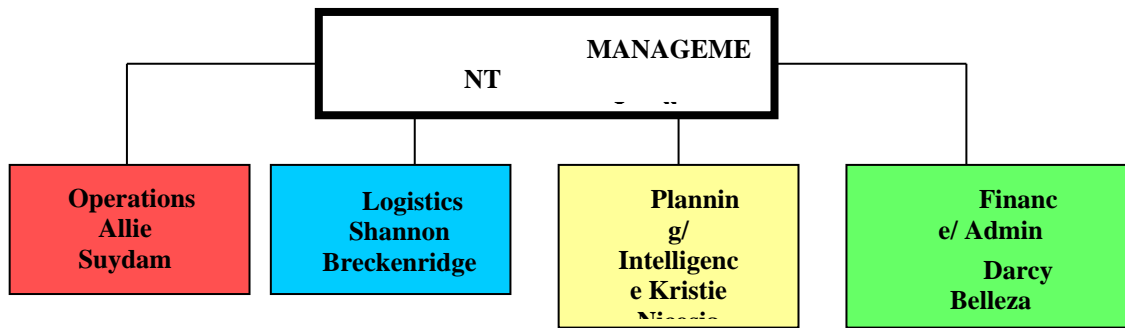 MANAGEME
NT
Operations
Allie
Suydam
Logistics
Shannon
Breckenridge
Plannin
g/
Intelligenc
e Kristie
Financ
e/ Admin
Darcy
Belleza